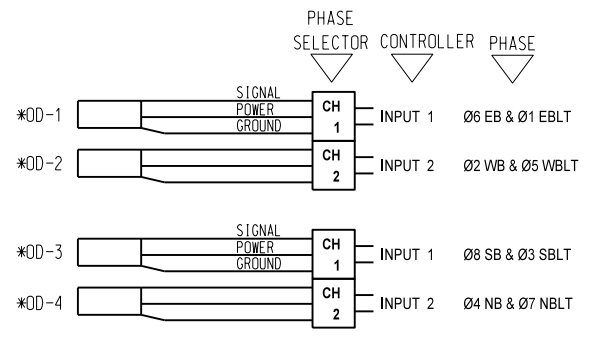 PHASE
SELECTOR CONTROLLER PHASE
SIGNAL
*OD-1 POWER CH 1 INPUT 1 Ø6 EB & Ø1 EBLT
GROUND
*OD-2 CH 2 INPUT 2 Ø2 WB & Ø5 WBLT
SIGNAL
*OD-3 POWER CH 1 INPUT 1 Ø8 SB & Ø3 SBLT
GROUND
*OD-4 CH 2 INPUT 2 Ø4 NB & Ø7 NBLT